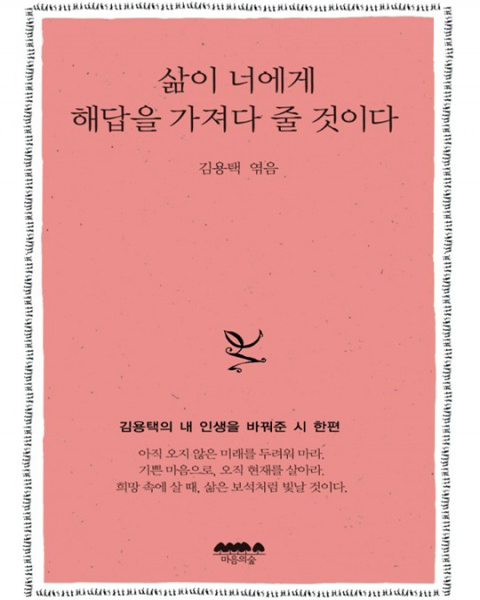 삶이 너에게
해답을 가져다 줄 것이다
김용택 엮음
김용택의 내 인생을 바꿔준 시 한편
아직 오지 않은 미래를 두려워 마라.
기쁜 마음으로, 오직 현재를 살아라.
희망 속에 살 때, 삶은 보석처럼 빛날 것이다.
마음의숲